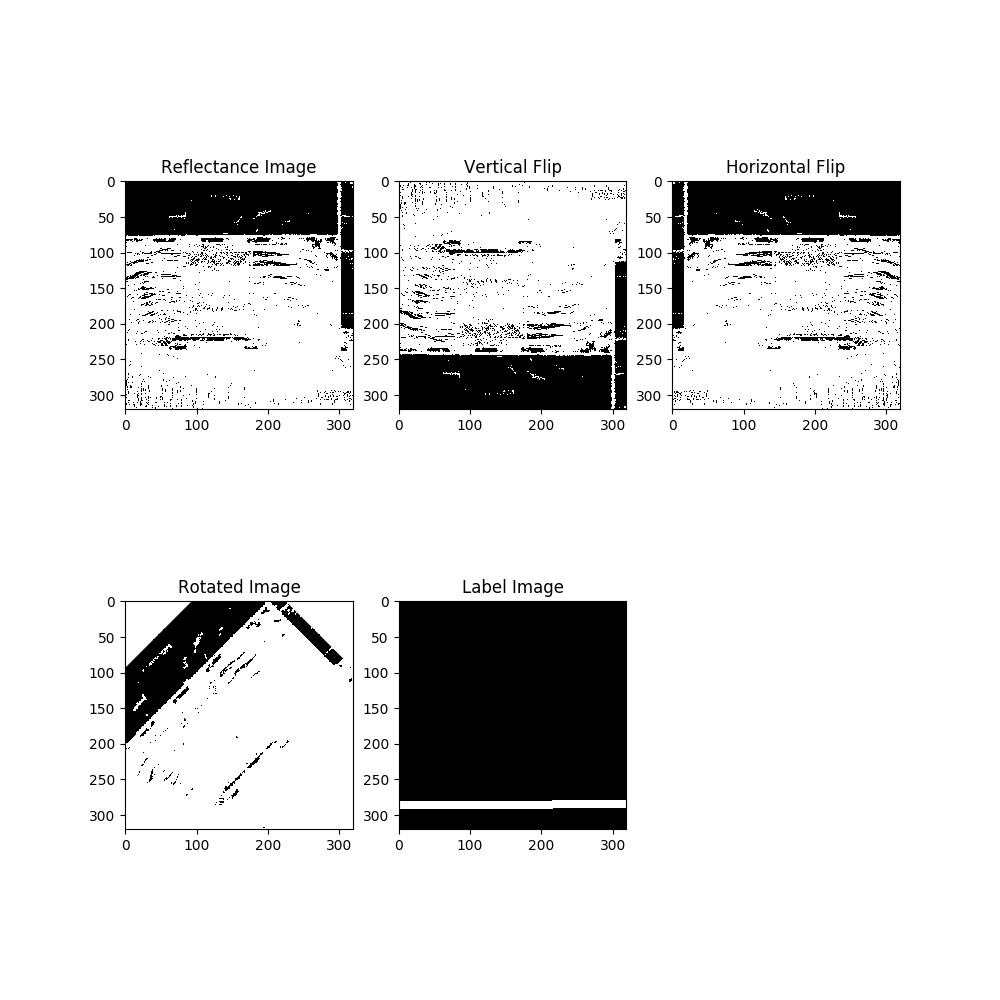 Reflectance Image Vertical Flip Horizontal Flip
0 0 0
50 50 50
100 100 100
150 150 150
200 200 200
250 250 250
300 300 300
0 100 200 300 0 100 200 300 0 100 200 300
Rotated Image Label Image
0 0
50 50
100 100
150 150
200 200
250 250
300 300
0 100 200 300 0 100 200 300